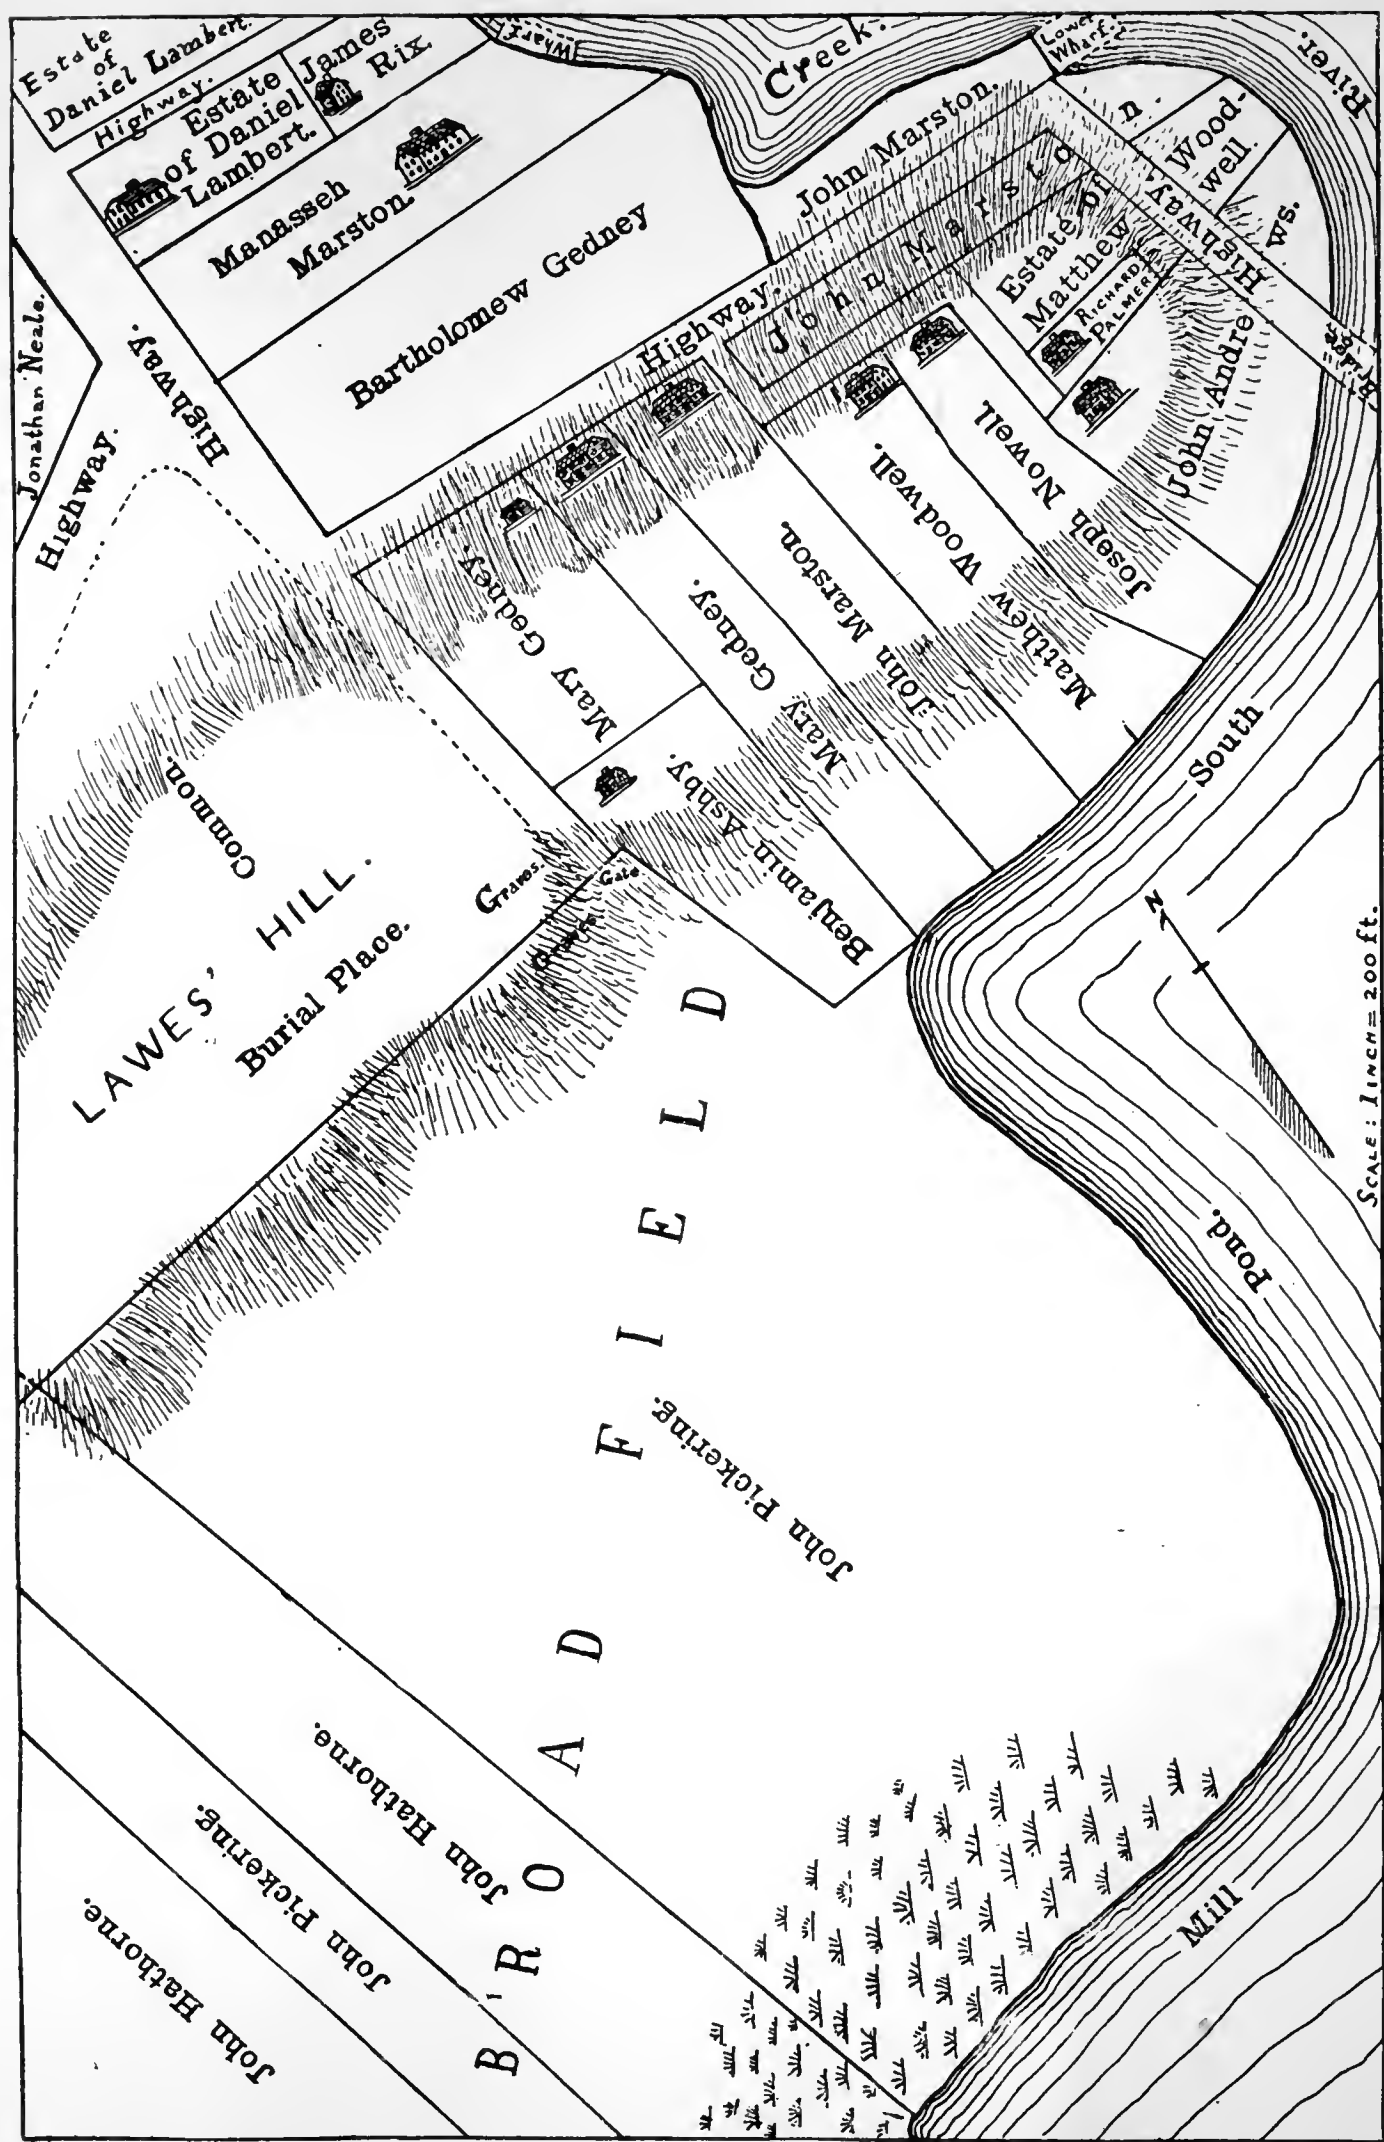 Estate
of
Daniel Lambert.
Highway.
Estate
of Daniel
Lambert.
James
Rix.
Wharf.
Creek.
Lower
Wharf.
River.
Manasseh
Marston.
Bartholomew Gedney
John Marston.
Highway.
John Marston
Wood-
well.
Highway.
Estate of
Matthew
RICHARD
PALMER
John Andrews.
Bridge.
Jonathan Neale.
Highway.
Highway.
Joseph Nowell.
Matthew Woodwell.
John Marston.
Mary Gedney.
Mary Gedney.
Benjamin Ashby.
Common.
LAWES' HILL.
Burial Place.
Graves.
Gate.
Graves.
South
N
SCALE: 1 INCH = 200 ft.
Pond.
Mill
BROAD FIELD
John Pickering.
John Hathorne.
John Pickering.
John Hathorne.